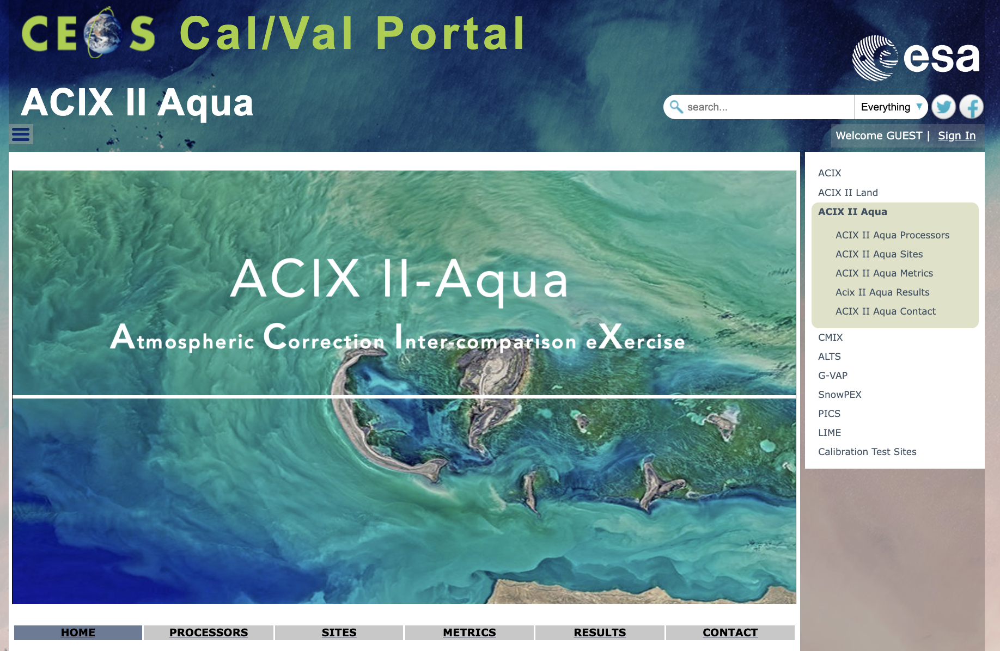 CEOS Cal/Val Portal
esa
ACIX II Aqua
search...
Everything
Welcome GUEST | Sign In
ACIX II-Aqua
Atmospheric Correction Inter-comparison eXercise
ACIX
ACIX II Land
ACIX II Aqua
ACIX II Aqua Processors
ACIX II Aqua Sites
ACIX II Aqua Metrics
Acix II Aqua Results
ACIX II Aqua Contact
CMIX
ALTS
G-VAP
SnowPEX
PICS
LIME
Calibration Test Sites
HOME
PROCESSORS
SITES
METRICS
RESULTS
CONTACT